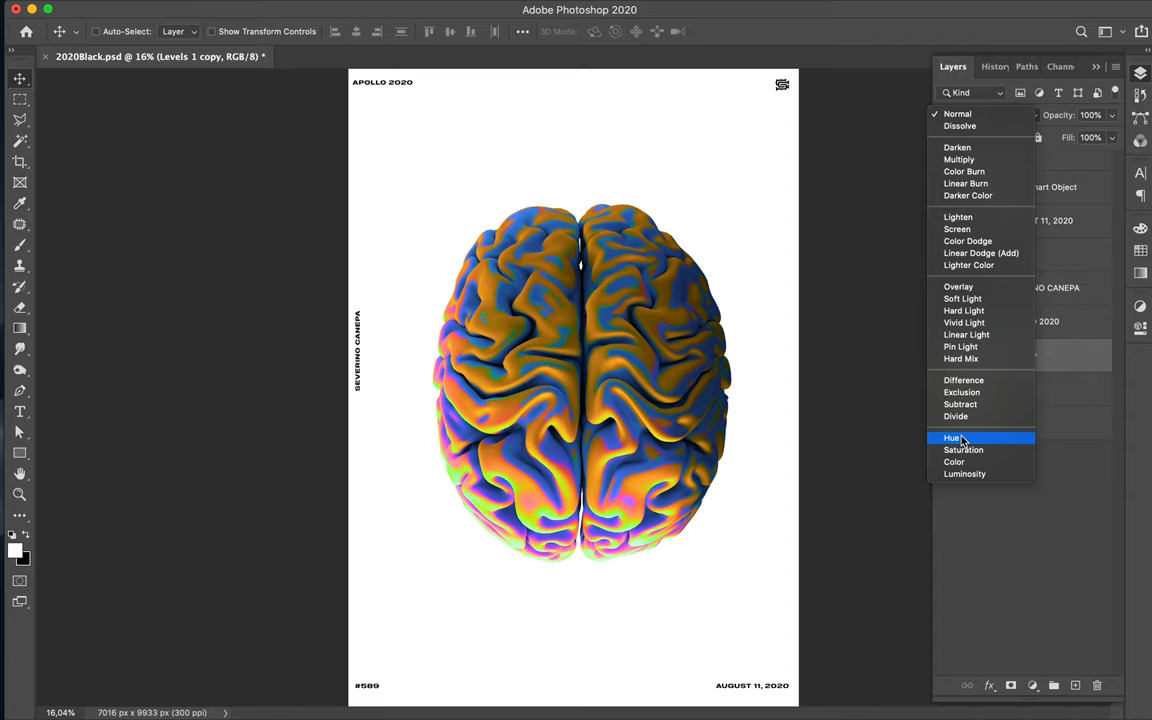 Adobe Photoshop 2020
Auto-Select: Layer Show Transform Controls 3D Mode:
2020Black.psd @ 16% (Levels 1 copy, RGB/8) *
Layers Histor Paths Chann
Kind
Normal Opacity: 100%
Dissolve
Fill: 100%
Darken
Multiply
Color Burn
Linear Burn
Darker Color
Lighten
Screen
Color Dodge
Linear Dodge (Add)
Lighter Color
Overlay
Soft Light
Hard Light
Vivid Light
Linear Light
Pin Light
Hard Mix
Difference
Exclusion
Subtract
Divide
Hue
Saturation
Color
Luminosity
mart Object
T 11, 2020
NO CANEPA
2020
APOLLO 2020
SEVERINO CANEPA
#589
AUGUST 11, 2020
16,04% 7016 px x 9933 px (300 ppi)